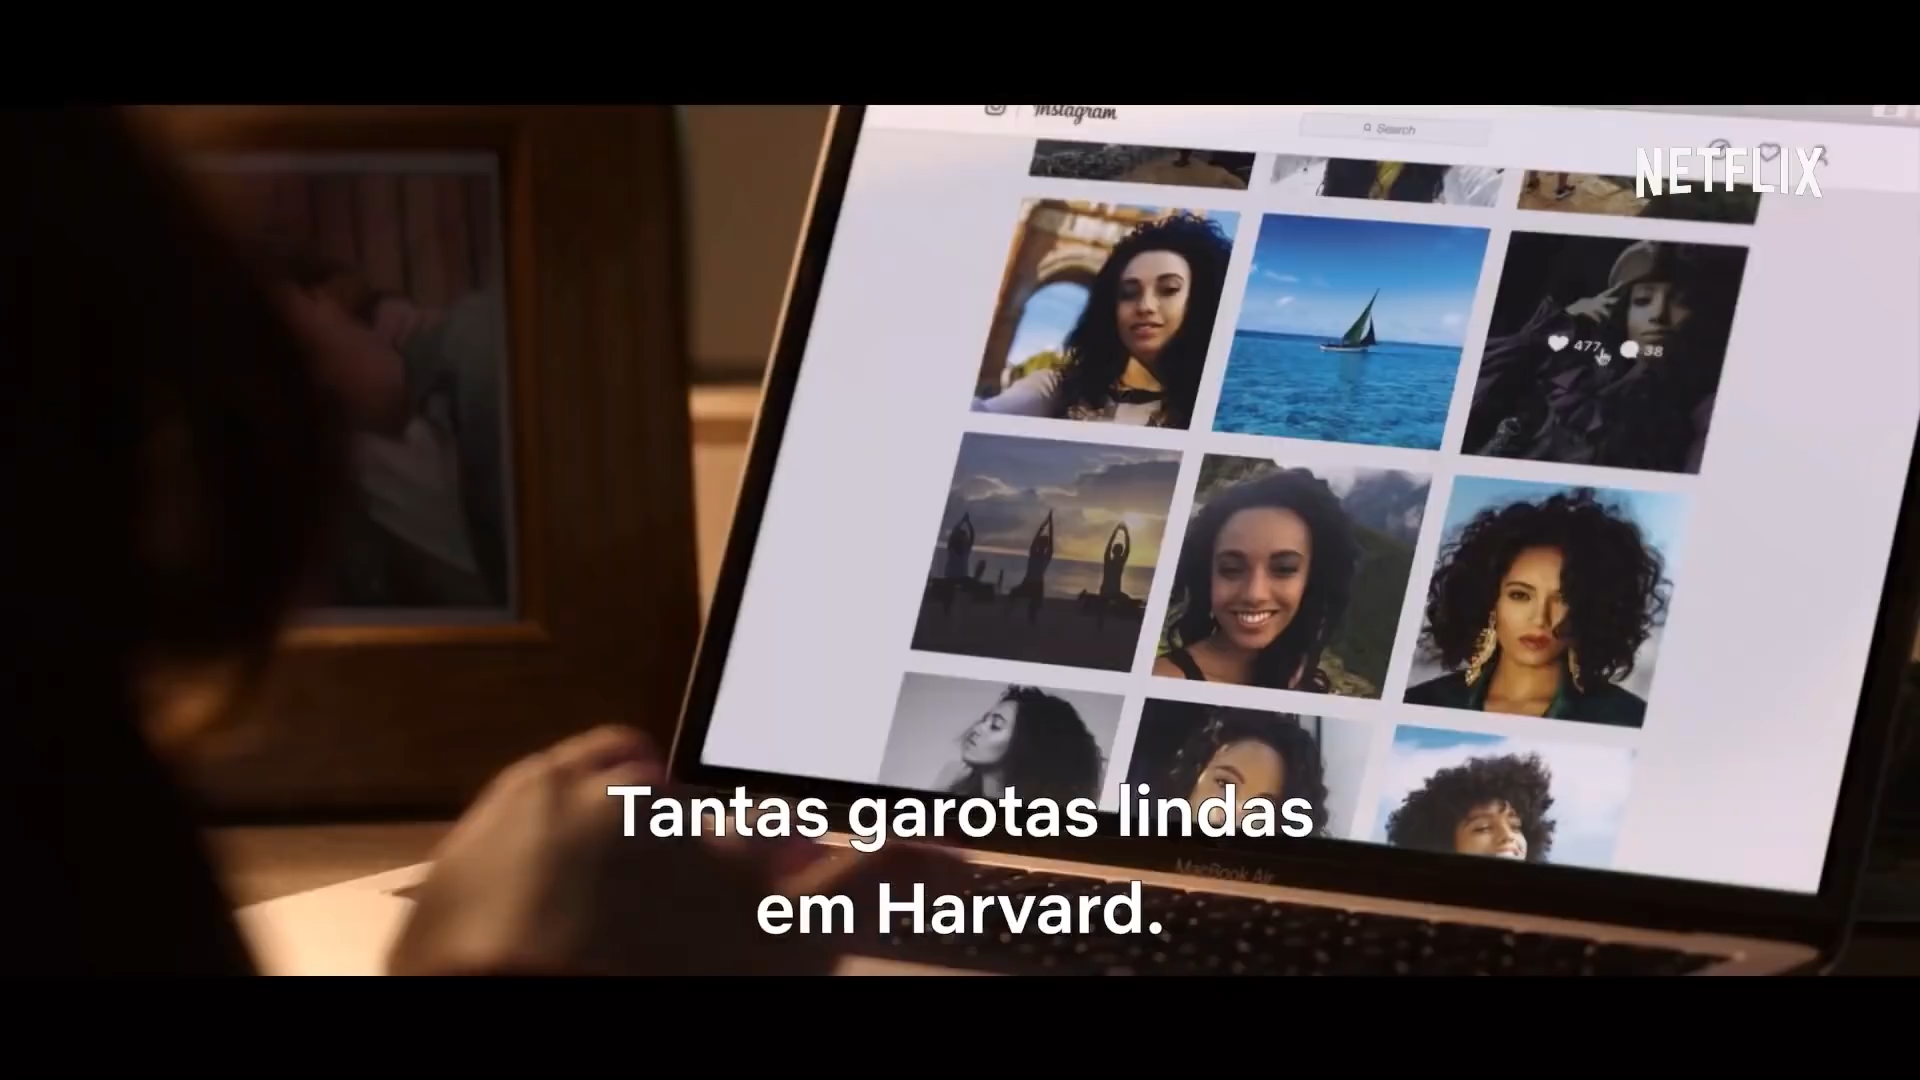 Instagram
Search
NETFLIX
477
38
Tantas garotas lindas
em Harvard.
MacBook Air